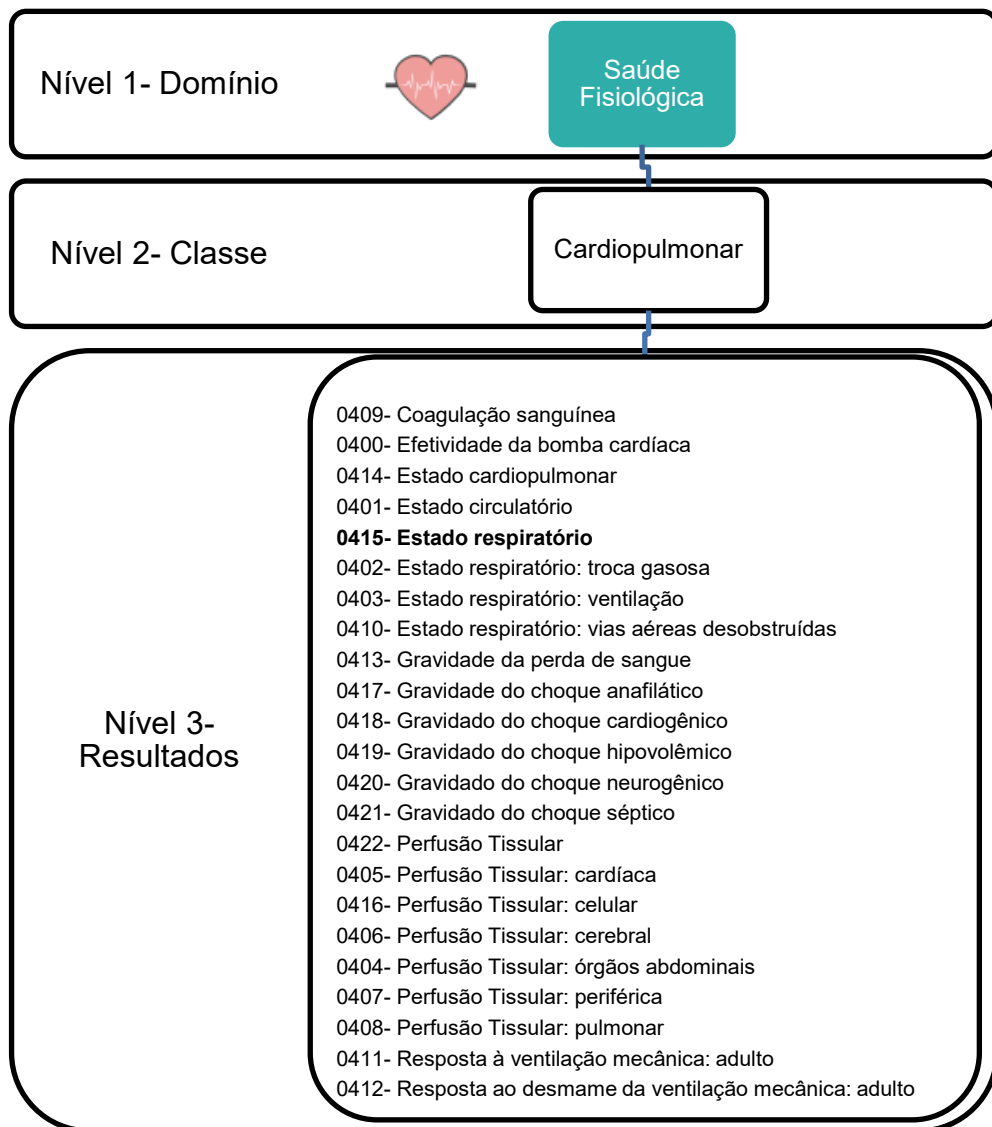 Nível 1- Domínio
Saúde
Fisiológica
Nível 2- Classe
Cardiopulmonar
Nível 3-
Resultados
0409- Coagulação sanguínea
0400- Efetividade da bomba cardíaca
0414- Estado cardiopulmonar
0401- Estado circulatório
0415- Estado respiratório
0402- Estado respiratório: troca gasosa
0403- Estado respiratório: ventilação
0410- Estado respiratório: vias aéreas desobstruídas
0413- Gravidade da perda de sangue
0417- Gravidade do choque anafilático
0418- Gravidado do choque cardiogênico
0419- Gravidado do choque hipovolêmico
0420- Gravidado do choque neurogênico
0421- Gravidado do choque séptico
0422- Perfusão Tissular
0405- Perfusão Tissular: cardíaca
0416- Perfusão Tissular: celular
0406- Perfusão Tissular: cerebral
0404- Perfusão Tissular: órgãos abdominais
0407- Perfusão Tissular: periférica
0408- Perfusão Tissular: pulmonar
0411- Resposta à ventilação mecânica: adulto
0412- Resposta ao desmame da ventilação mecânica: adulto